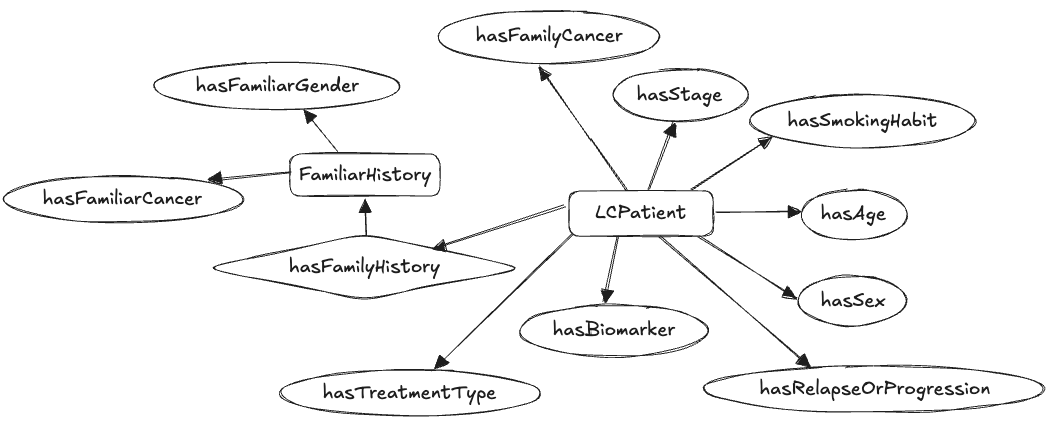 hasFamilyCancer
hasFamiliarGender
hasStage
hasSmokingHabit
FamiliarHistory
hasFamiliarCancer
LCPatient
hasAge
hasFamilyHistory
hasSex
hasBiomarker
hasTreatmentType
hasRelapseOrProgression